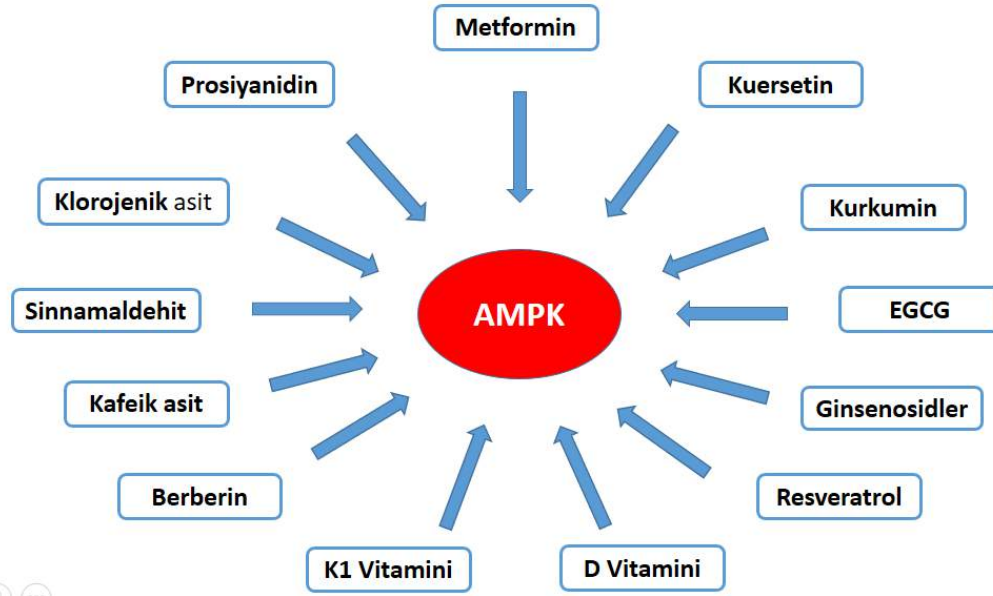 Metformin
Prosiyanidin
Kuersetin
Klorojenik asit
Kurkumin
Sinnamaldehit
AMPK
EGCG
Kafeik asit
Ginsenosidler
Berberin
Resveratrol
K1 Vitamini
D Vitamini